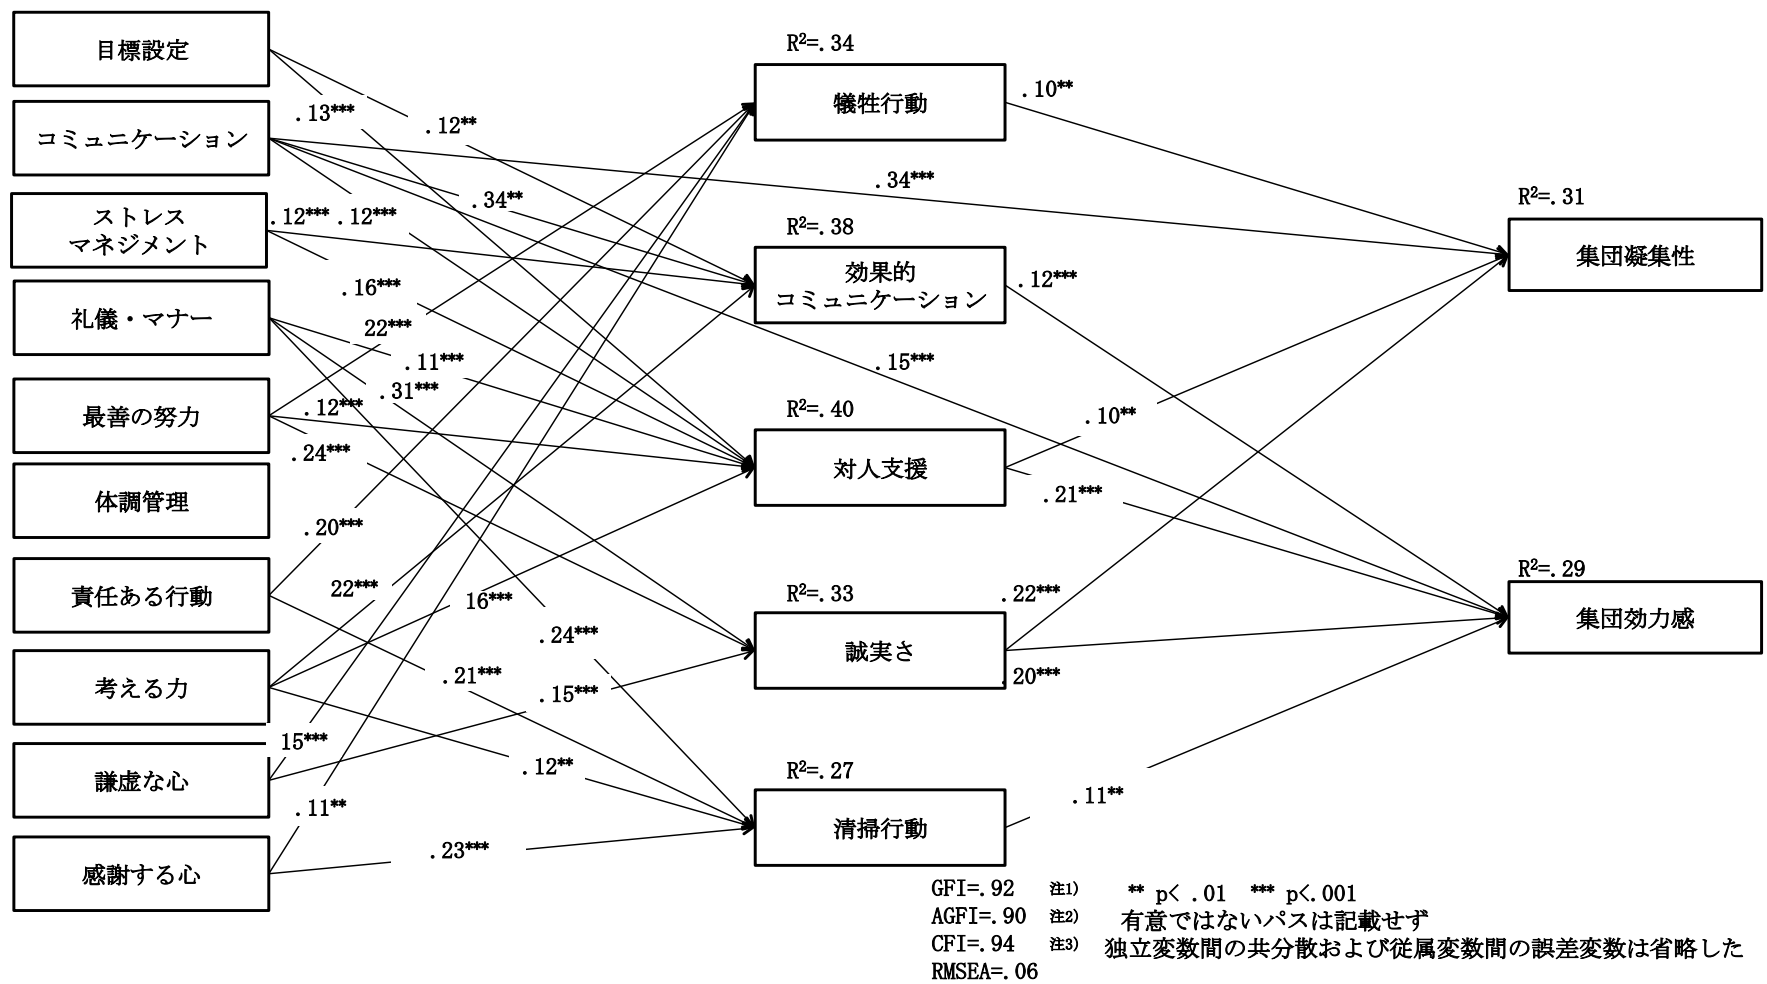 目標設定
コミュニケーション
ストレス
マネジメント
礼儀・マナー
最善の努力
体調管理
責任ある行動
考える力
謙虚な心
感謝する心
.13***
.12**
.34**
.12***
.12***
.16***
22***
.11***
.31***
.12***
.24***
.20***
22***
16***
.24***
.21***
.15***
15***
.12**
.11**
.23***
R²=.34
犠牲行動
R²=.38
効果的
コミュニケーション
R²=.40
対人支援
R²=.33
誠実さ
R²=.27
清掃行動
.10**
.34***
.12***
.15***
.10**
.21***
.22***
.20***
.11**
R²=.31
集団凝集性
R²=.29
集団効力感
GFI=.92 注1) ** p< .01 *** p<.001
AGFI=.90 注2) 有意ではないパスは記載せず
CFI=.94 注3) 独立変数間の共分散および従属変数間の誤差変数は省略した
RMSEA=.06